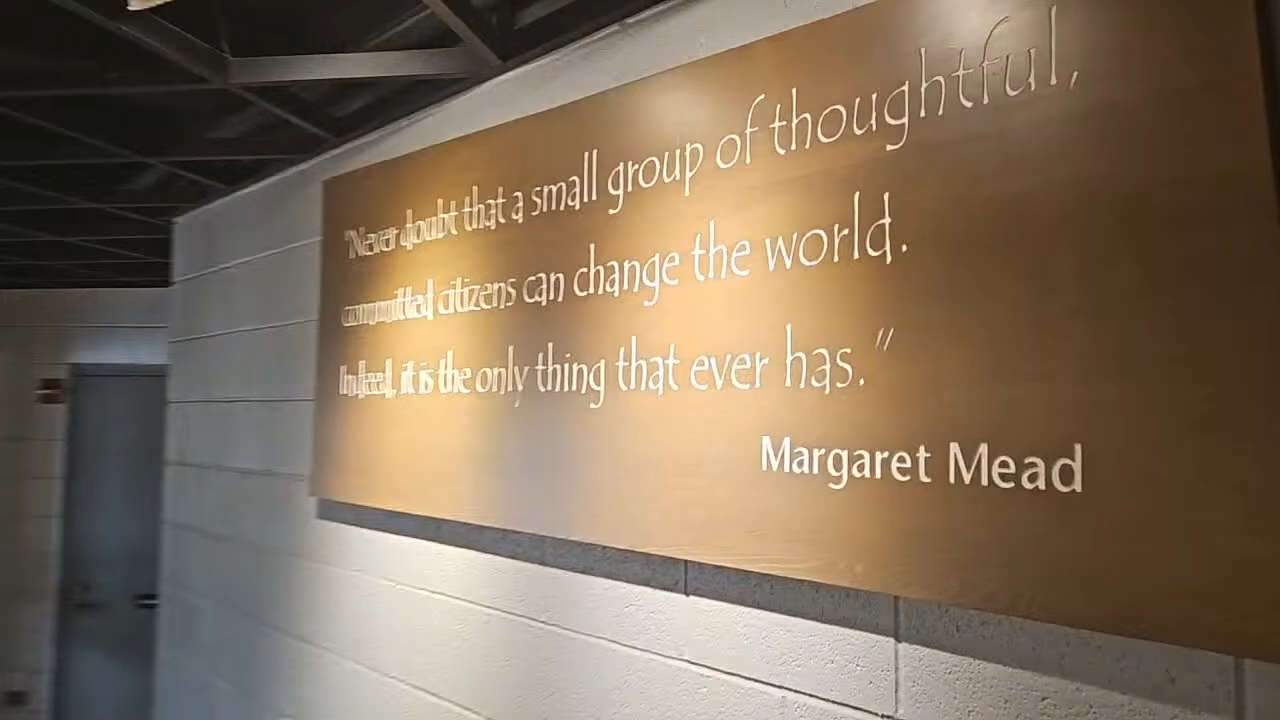 "Never doubt that a small group of thoughtful,
committed citizens can change the world.
Indeed, it is the only thing that ever has."
Margaret Mead